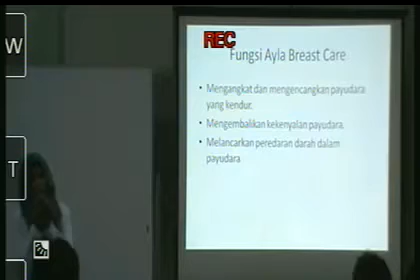 REC
W
Fungsi Ayla Breast Care
• Mengangkat dan mengencangkan payudara
yang kendur.
• Mengembalikan kekenyalan payudara.
• Melancarkan peredaran darah dalam
payudara
T